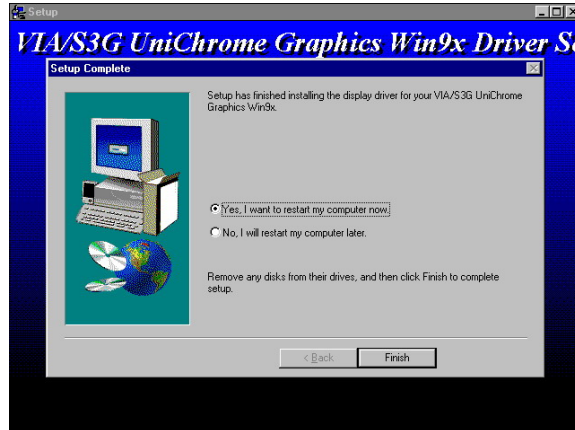 Setup
VIA/S3G UniChrome Graphics Win9x Driver S
Setup Complete
Setup has finished installing the display driver for your VIA/S3G UniChrome
Graphics Win9x.
Yes, I want to restart my computer now.
No, I will restart my computer later.
Remove any disks from their drives, and then click Finish to complete
setup.
< Back
Finish